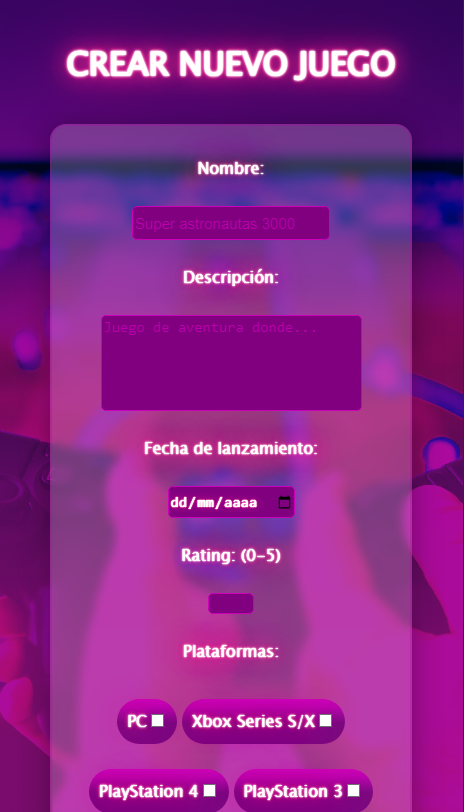 CREAR NUEVO JUEGO
Nombre:
Super astronautas 3000
Descripción:
Juego de aventura donde...
Fecha de lanzamiento:
dd/mm/aaaa
Rating: (0-5)
Plataformas:
PC Xbox Series S/X
PlayStation 4 PlayStation 3